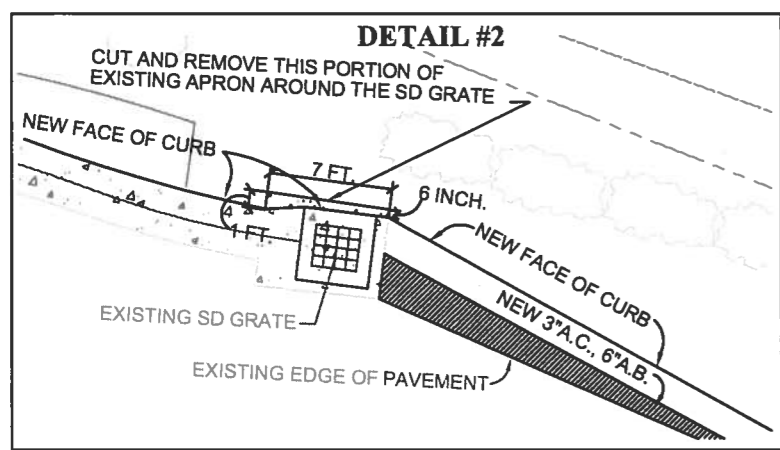 DETAIL #2
CUT AND REMOVE THIS PORTION OF
EXISTING APRON AROUND THE SD GRATE
NEW FACE OF CURB
7 FT.
6 INCH.
1 FT
NEW FACE OF CURB
NEW 3"A.C., 6"A.B.
EXISTING SD GRATE
EXISTING EDGE OF PAVEMENT